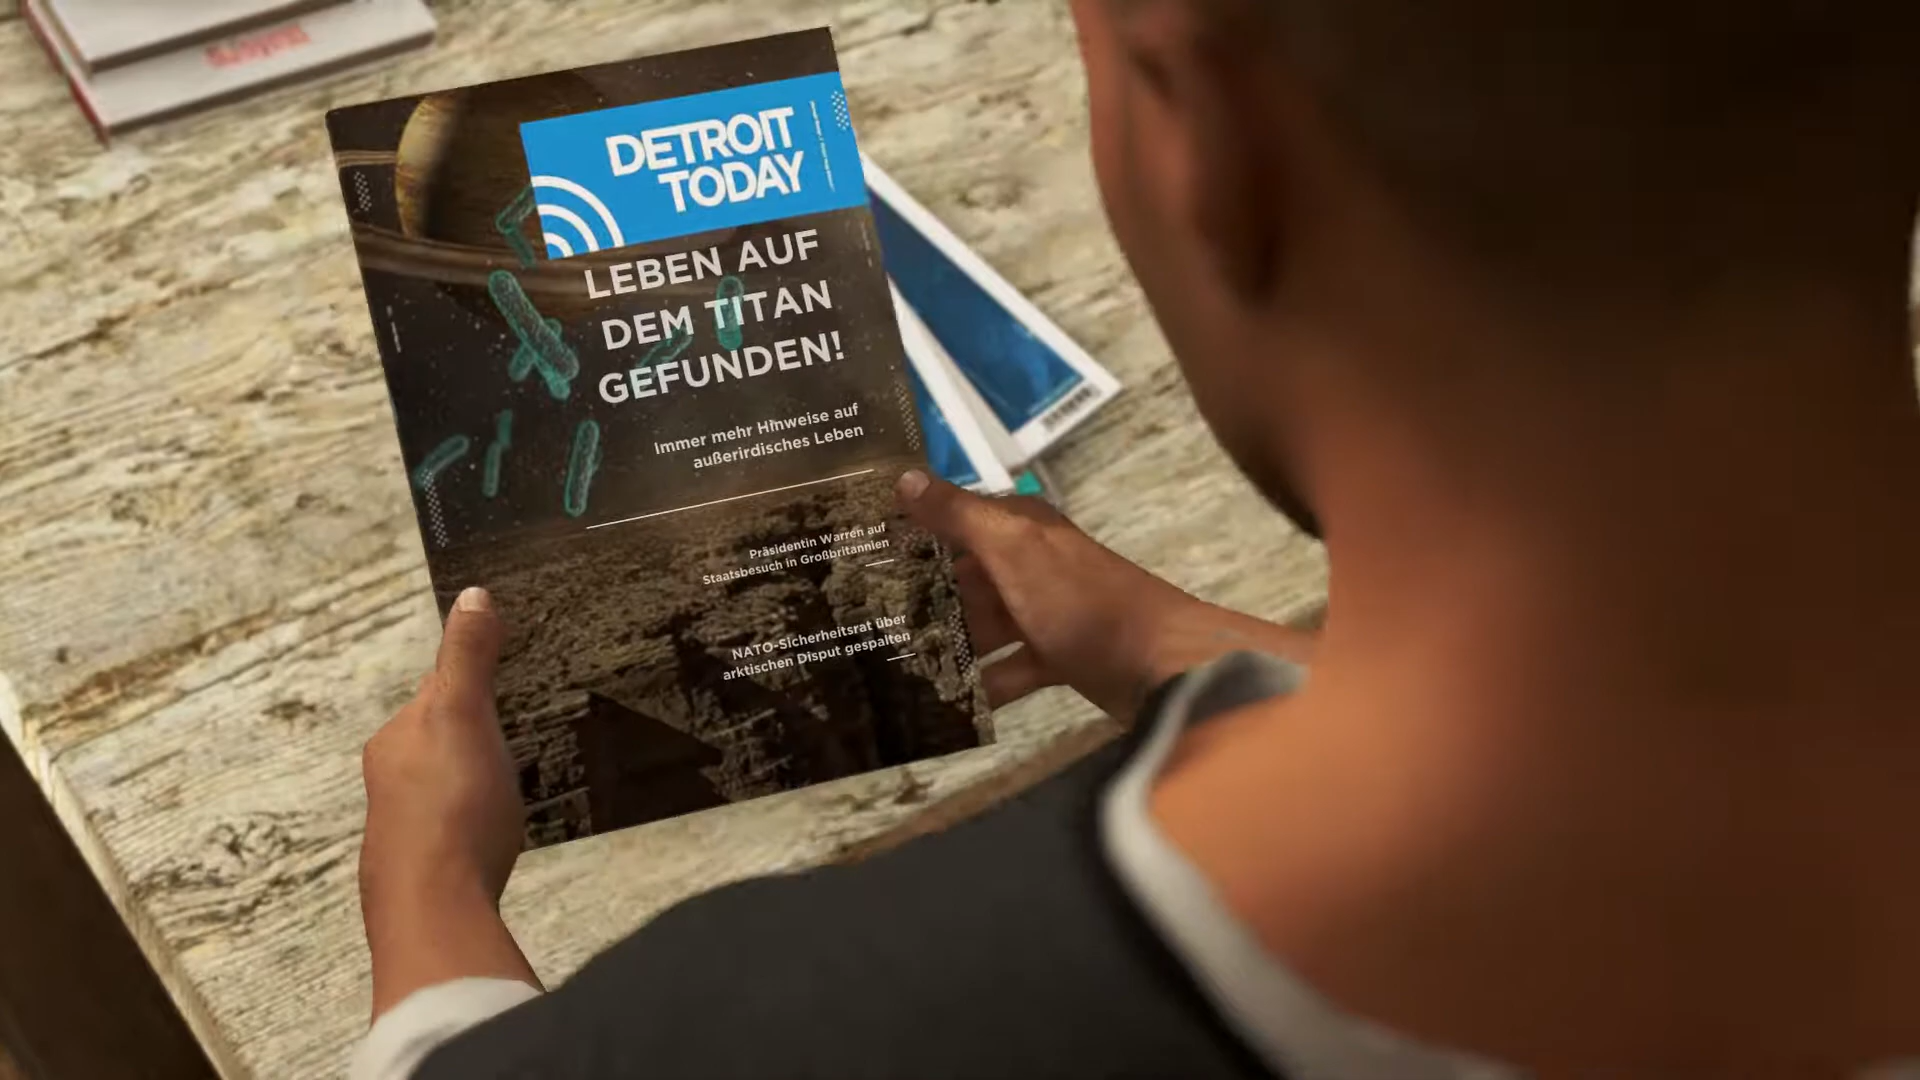 DETROIT
TODAY
LEBEN AUF
DEM TITAN
GEFUNDEN!
Immer mehr Hinweise auf
außerirdisches Leben
Präsidentin Warren auf
Staatsbesuch in Großbritannien
NATO-Sicherheitsrat über
arktischen Disput gespalten